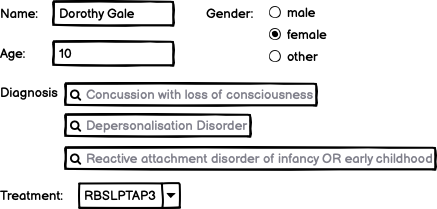 Name: Dorothy Gale Gender: male
female
Age: 10 other
Diagnosis Concussion with loss of consciousness
Depersonalisation Disorder
Reactive attachment disorder of infancy OR early childhood
Treatment: RBSLPTAP3